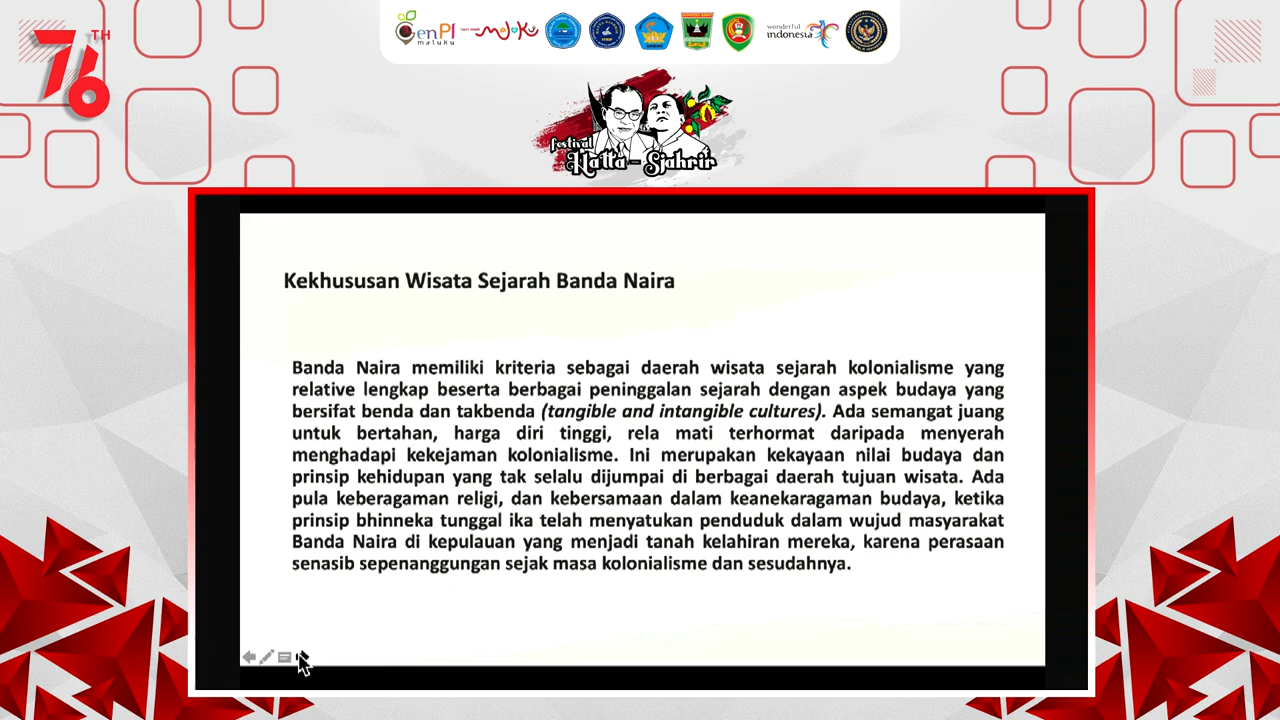 76TH
GenPI
maluku
Maluku
wonderful
indonesia
festival
Hatta - Sjahrir
Kekhususan Wisata Sejarah Banda Naira
Banda Naira memiliki kriteria sebagai daerah wisata sejarah kolonialisme yang
relative lengkap beserta berbagai peninggalan sejarah dengan aspek budaya yang
bersifat benda dan takbenda (tangible and intangible cultures). Ada semangat juang
untuk bertahan, harga diri tinggi, rela mati terhormat daripada menyerah
menghadapi kekejaman kolonialisme. Ini merupakan kekayaan nilai budaya dan
prinsip kehidupan yang tak selalu dijumpai di berbagai daerah tujuan wisata. Ada
pula keberagaman religi, dan kebersamaan dalam keanekaragaman budaya, ketika
prinsip bhinneka tunggal ika telah menyatukan penduduk dalam wujud masyarakat
Banda Naira di kepulauan yang menjadi tanah kelahiran mereka, karena perasaan
senasib sepenanggungan sejak masa kolonialisme dan sesudahnya.